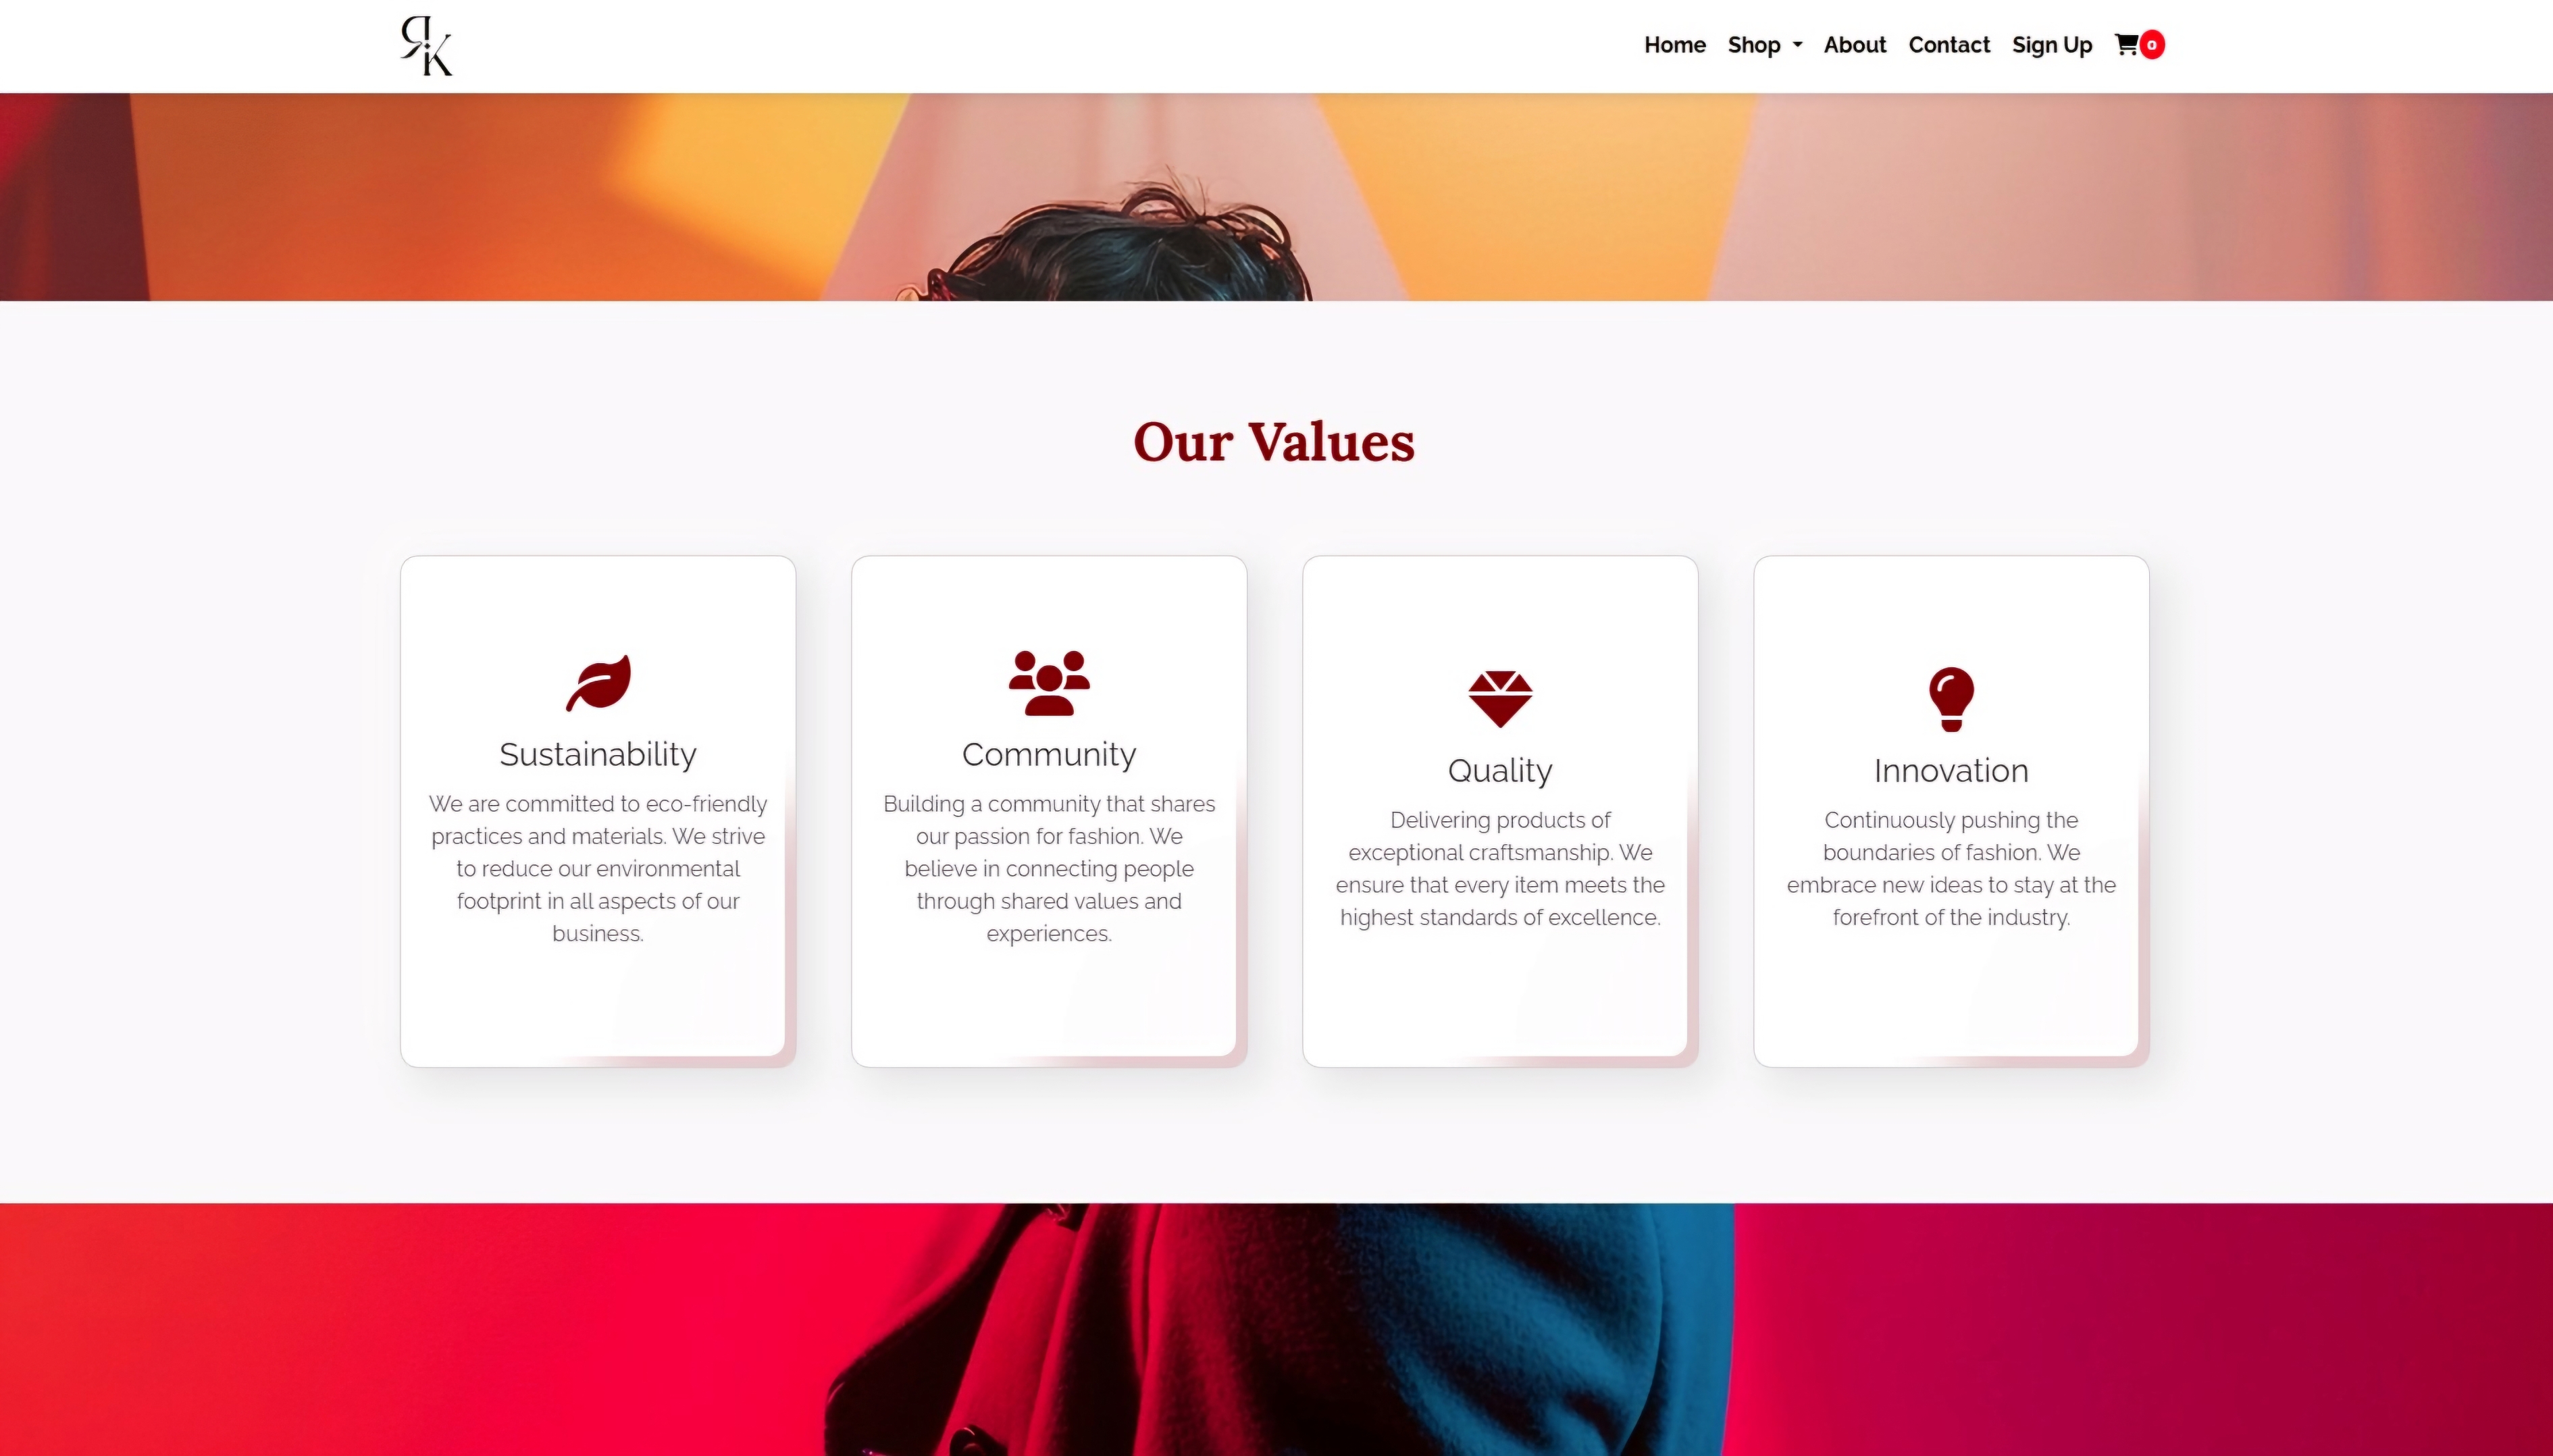 RK
Home Shop About Contact Sign Up 0
Our Values
Sustainability
We are committed to eco-friendly
practices and materials. We strive
to reduce our environmental
footprint in all aspects of our
business.
Community
Building a community that shares
our passion for fashion. We
believe in connecting people
through shared values and
experiences.
Quality
Delivering products of
exceptional craftsmanship. We
ensure that every item meets the
highest standards of excellence.
Innovation
Continuously pushing the
boundaries of fashion. We
embrace new ideas to stay at the
forefront of the industry.